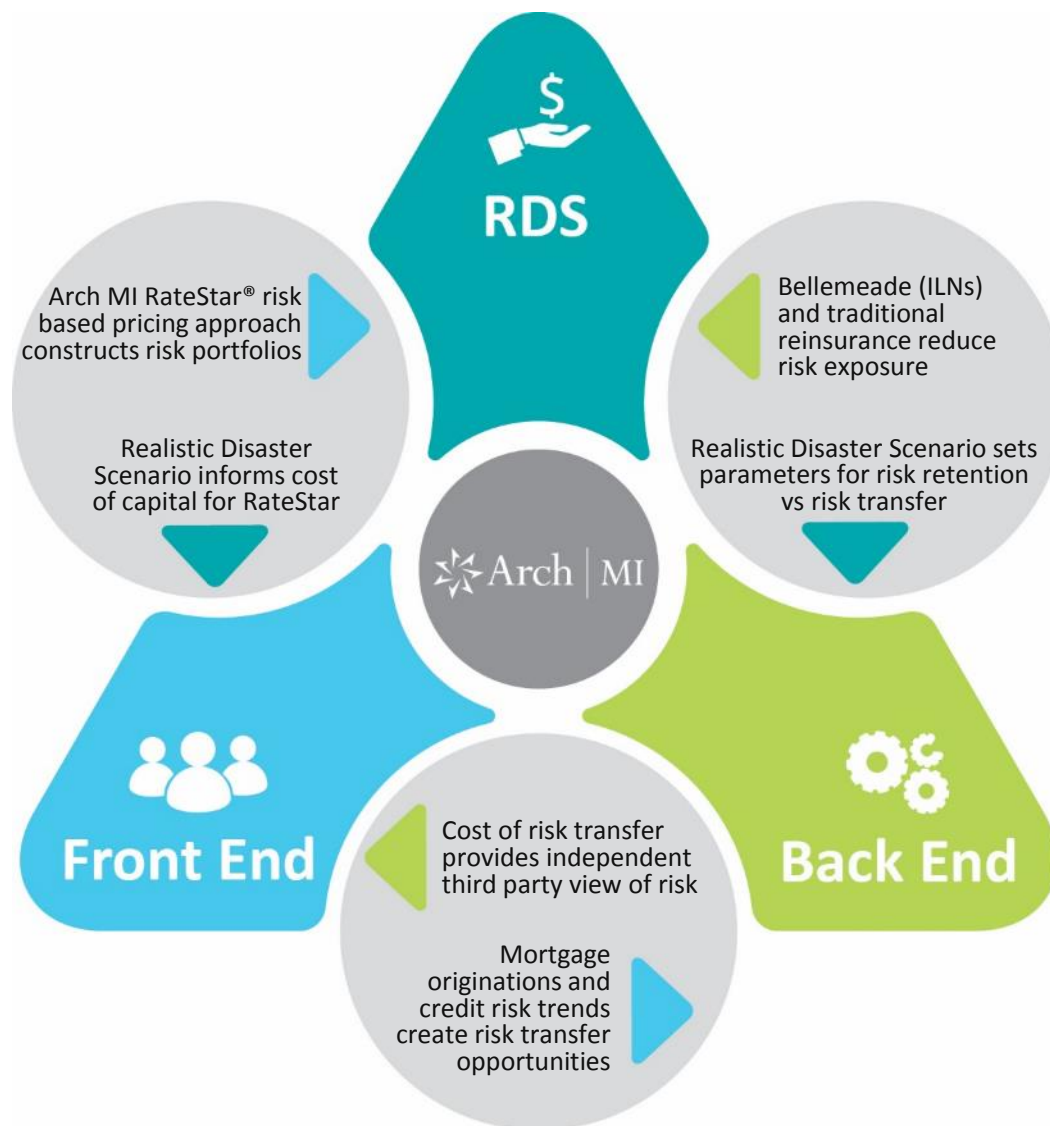 $
RDS
Arch MI RateStar® risk
based pricing approach
constructs risk portfolios
Realistic Disaster
Scenario informs cost
of capital for RateStar
Bellemeade (ILNs)
and traditional
reinsurance reduce
risk exposure
Realistic Disaster Scenario sets
parameters for risk retention
vs risk transfer
Arch | MI
Front End
Back End
Cost of risk transfer
provides independent
third party view of risk
Mortgage
originations and
credit risk trends
create risk transfer
opportunities